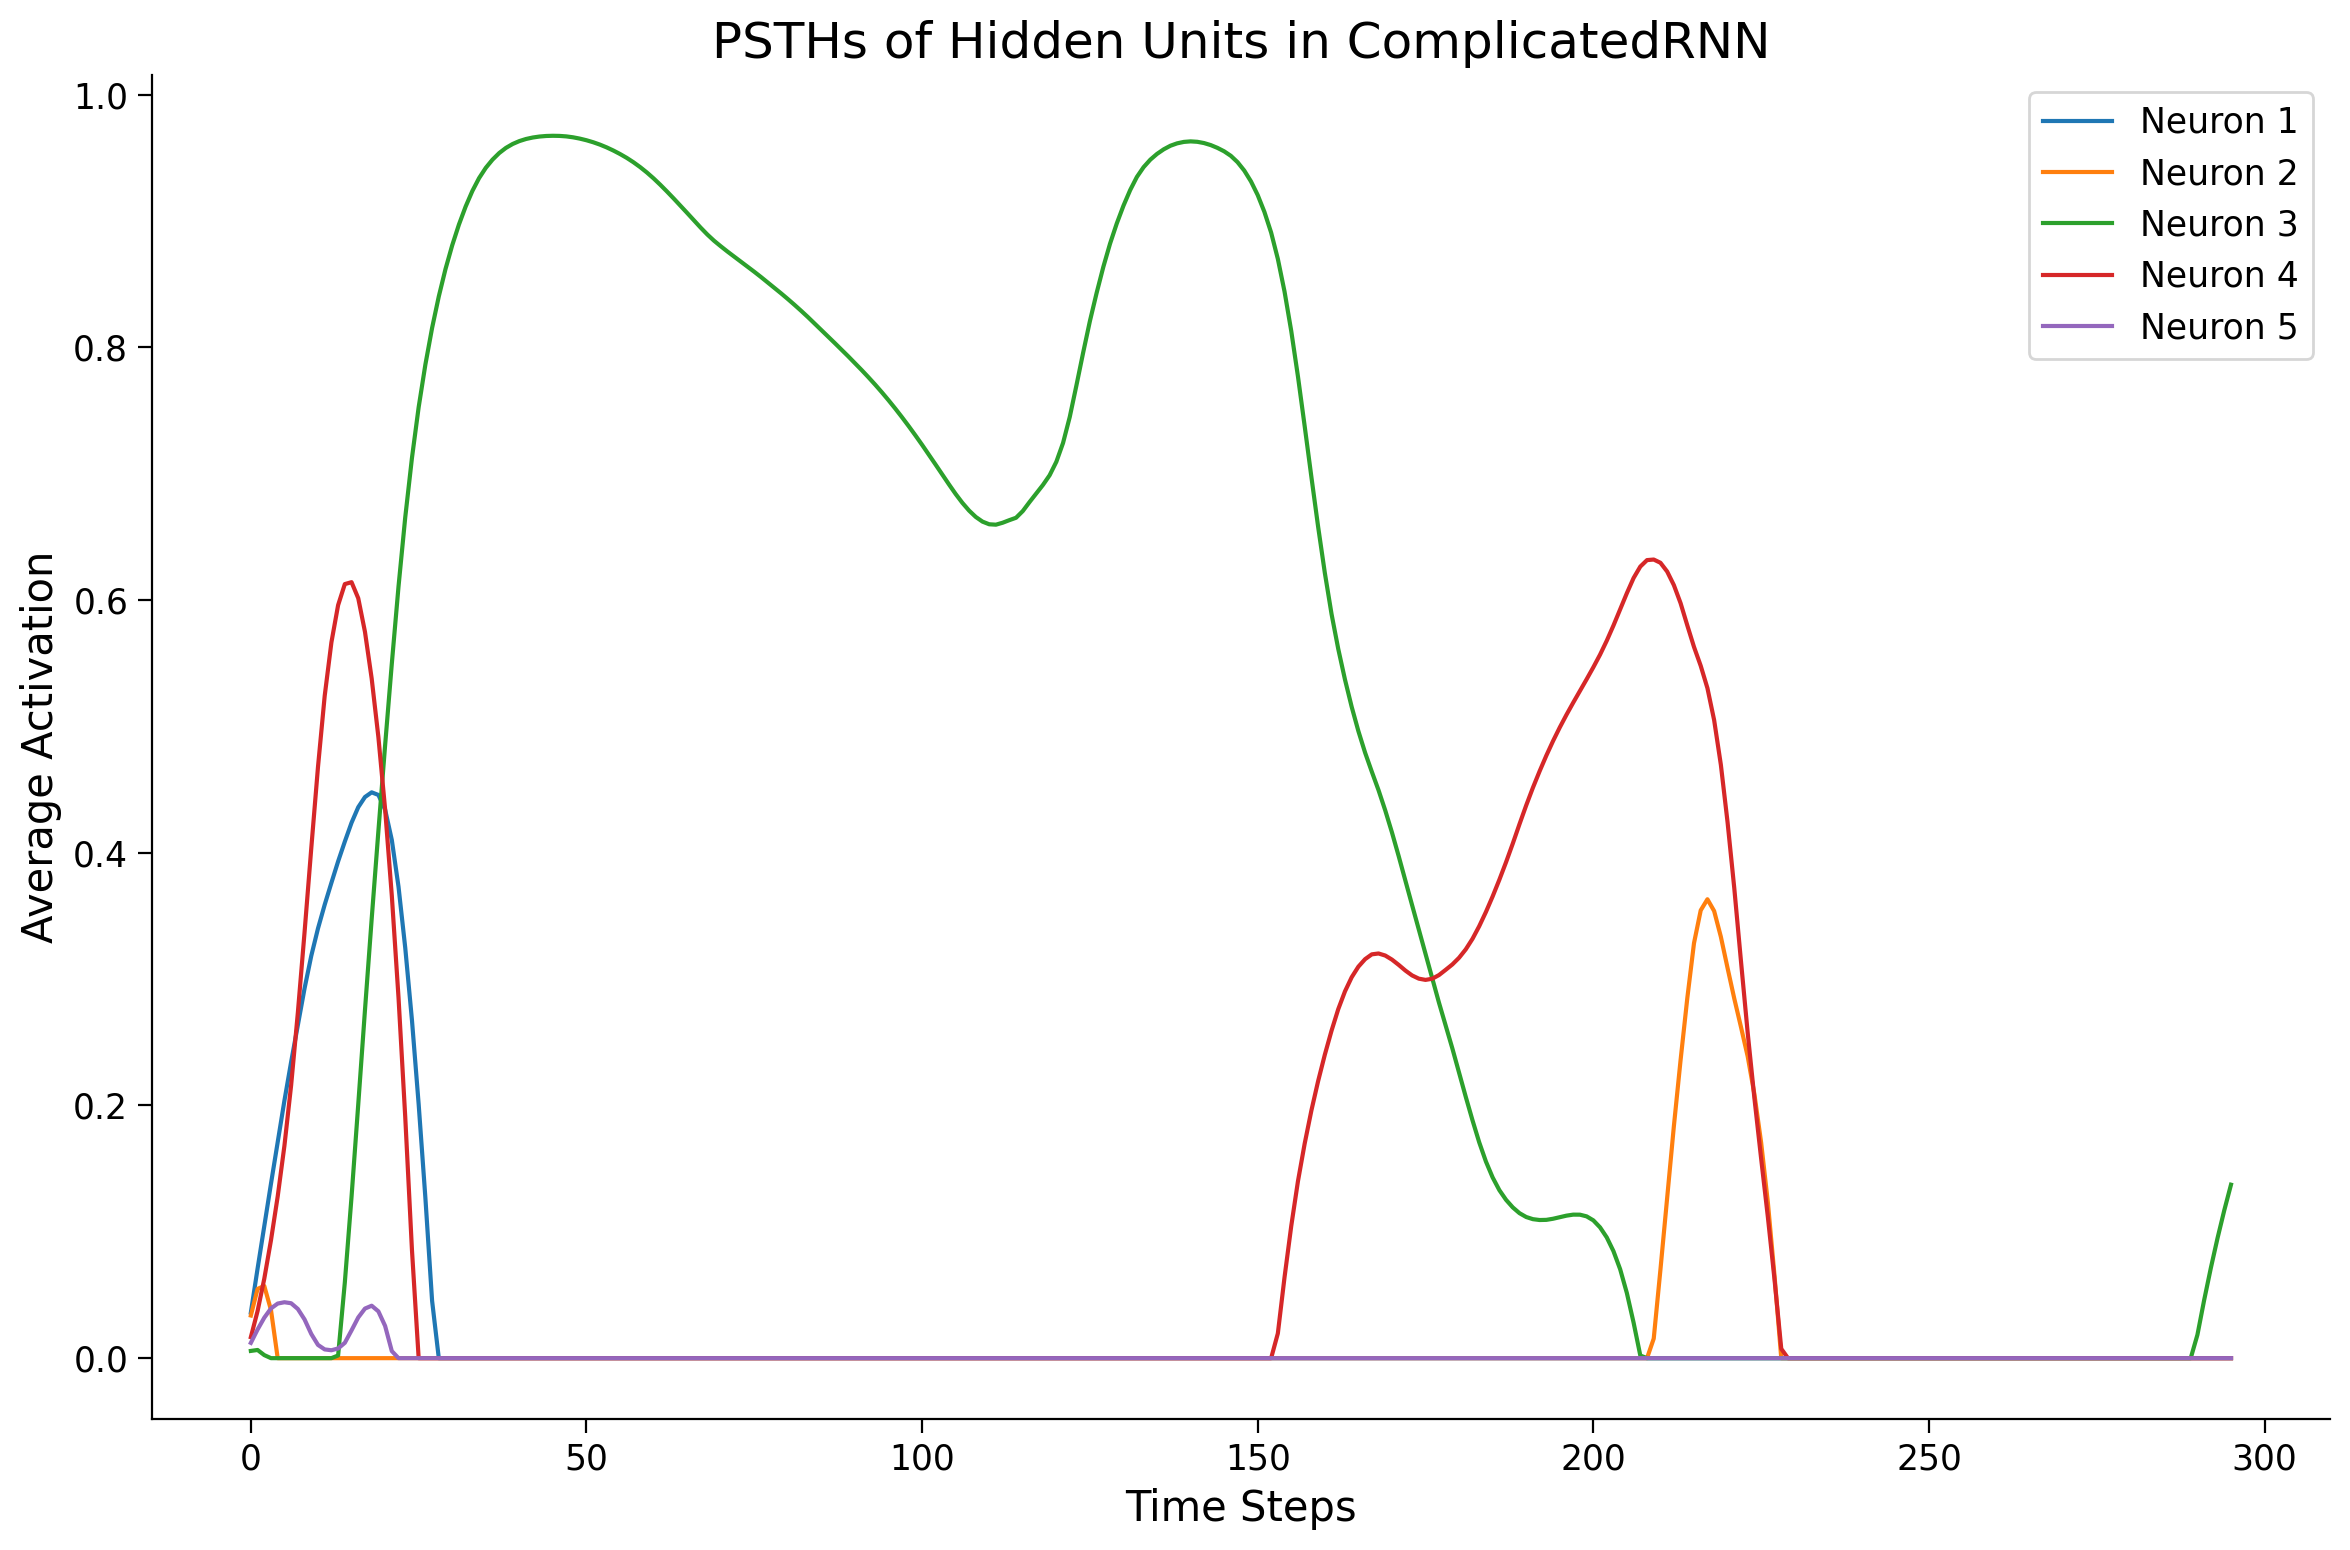 PSTHs of Hidden Units in ComplicatedRNN
Neuron 1
Neuron 2
Neuron 3
Neuron 4
Neuron 5
Average Activation
1.0
0.8
0.6
0.4
0.2
0.0
0 50 100 150 200 250 300
Time Steps